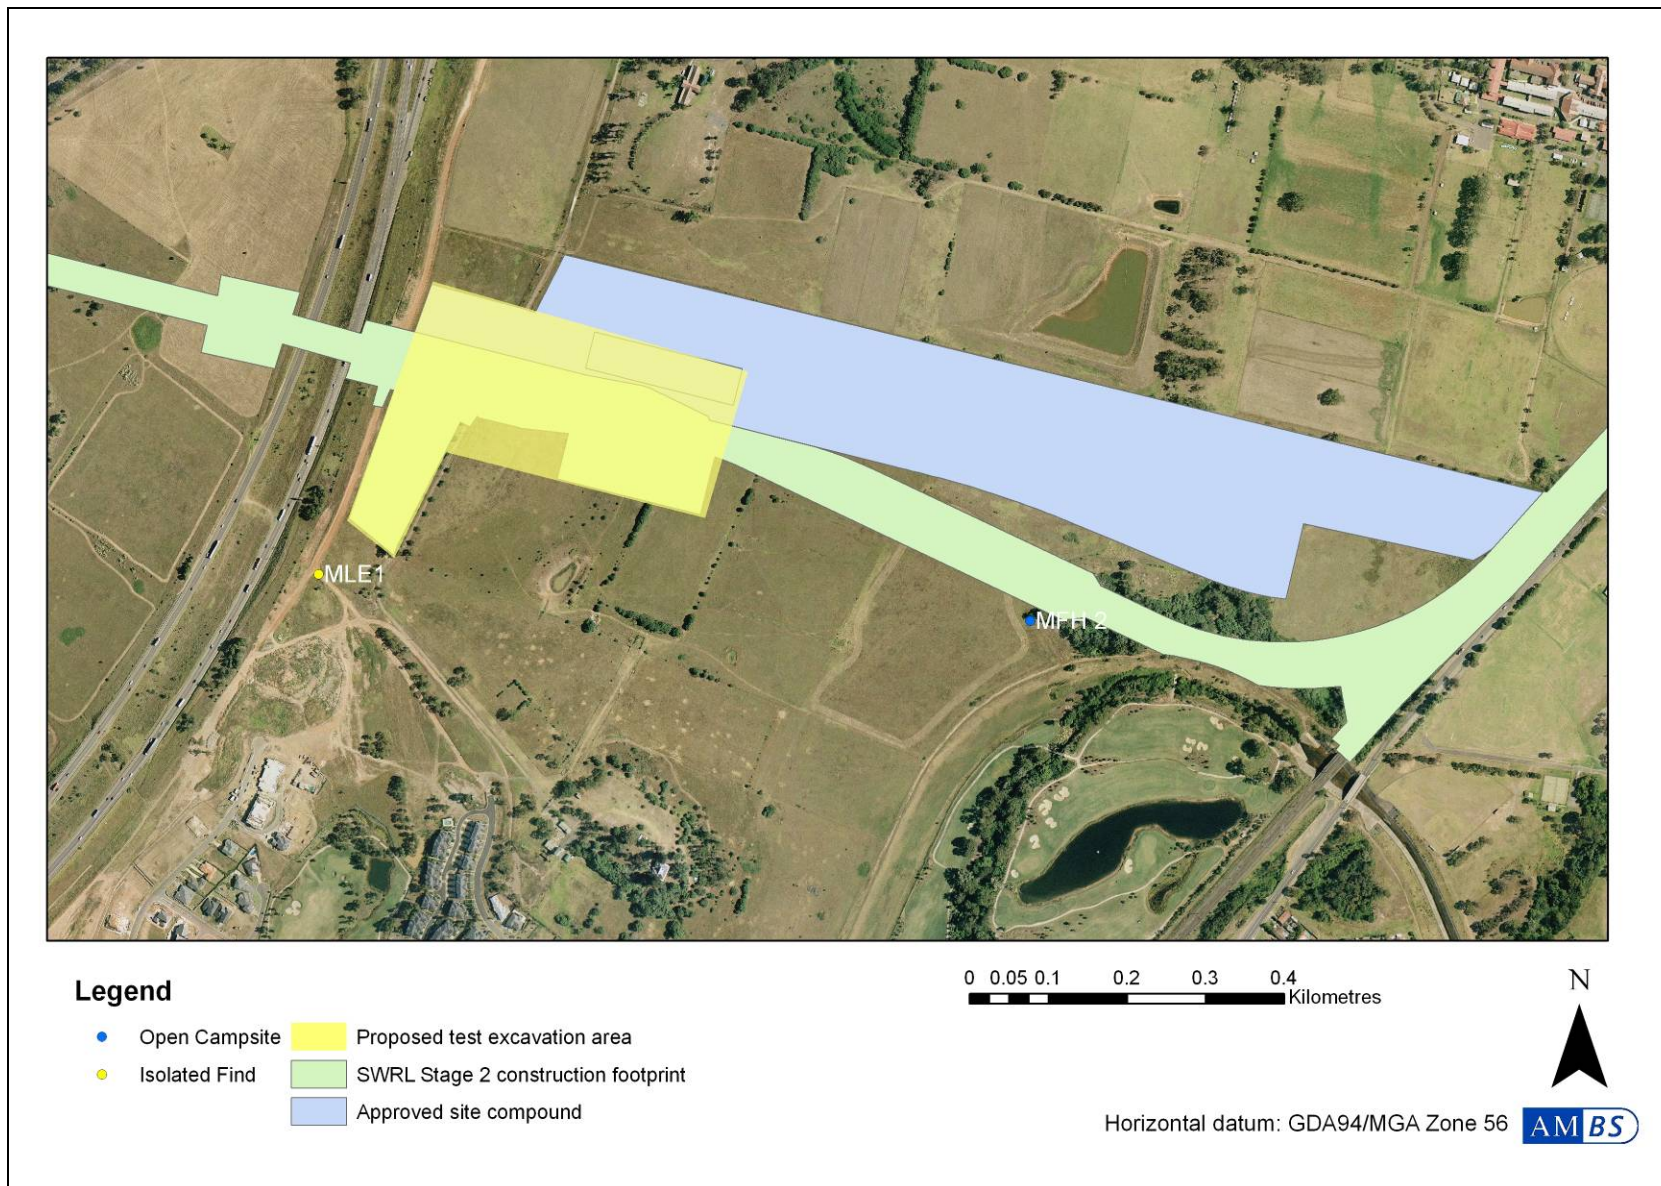 MLE1
MFH 2
Legend
Open Campsite
Isolated Find
Proposed test excavation area
SWRL Stage 2 construction footprint
Approved site compound
0 0.05 0.1 0.2 0.3 0.4
Kilometres
N
Horizontal datum: GDA94/MGA Zone 56
AMBS